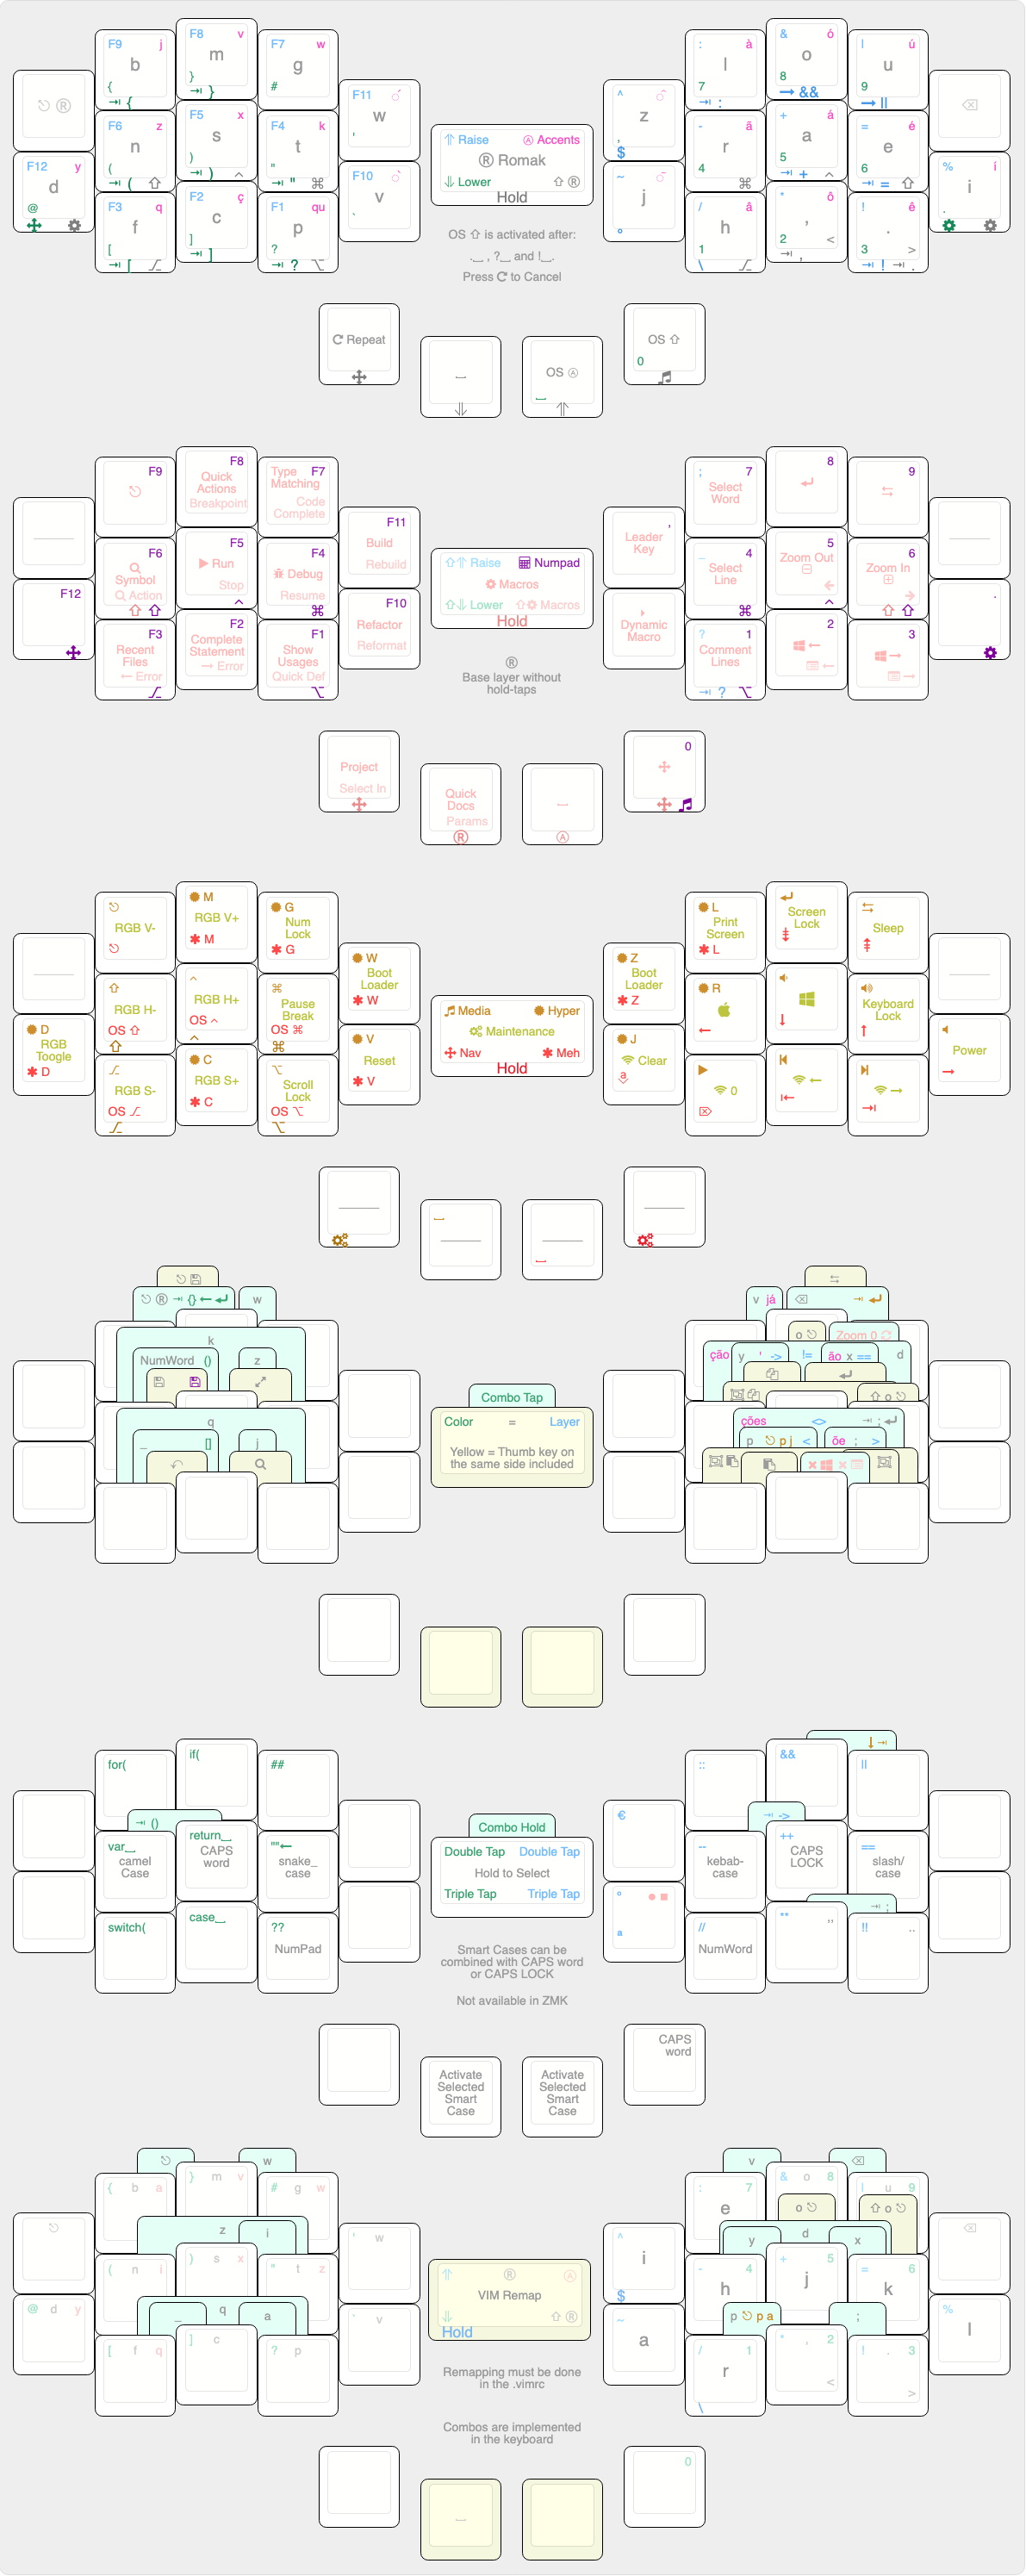 F9 j
b
{
⇥ {
F8 v
m
}
⇥ }
F7 w
g
#
F11
w
'
Ⓡ
F12 y
d
@
F6 z
n
(
⇥ (
F5 x
s
)
⇥ )
F4 k
t
"
⇥ " ⌘
F10
v
`
F3 q
f
[
⇥ [
F2 ç
c
]
⇥ ]
F1 qu
p
?
⇥ ?
Raise Ⓐ Accents
Ⓡ Romak
Lower Ⓡ
Hold
OS ⇧ is activated after:
._ , ?_ and !_.
Press to Cancel
: à
l
7
⇥ :
& ó
o
8
→ &&
| ú
u
9
→ ||
^
z
,
$
- ã
r
4
⌘
+ á
a
5
⇥ +
= é
e
6
⇥ =
% í
i
.
~
j
°
/ â
h
1
\
* ô
,
2 <
⇥ ,
! ê
.
3 >
⇥ ! ⇥ .
Repeat
OS Ⓐ
OS ⇧
0
F9
F8
Quick
Actions
Breakpoint
Type F7
Matching
Code
Complete
F11
Build
Rebuild
F12
F6
Symbol
Action
F5
Run
Stop
F4
Debug
Resume
⌘
F10
Refactor
Reformat
F3
Recent
Files
← Error
F2
Complete
Statement
→ Error
F1
Show
Usages
Quick Def
Raise Numpad
Macros
Lower Macros
Hold
Ⓡ
Base layer without
hold-taps
Leader
Key
,
; 7
Select
Word
8
9
_ 4
Select
Line
⌘
5
Zoom Out
6
Zoom In
.
Dynamic
Macro
? 1
Comment
Lines
⇥ ?
2
3
Project
Select In
Quick
Docs
Params
Ⓡ
Ⓐ
0
RGB V-
M
RGB V+
M
G
Num
Lock
G
W
Boot
Loader
W
D
RGB
Toogle
D
RGB H-
OS ⇧
RGB H+
OS ^
⌘
Pause
Break
OS ⌘
⌘
V
Reset
V
RGB S-
OS
C
RGB S+
C
Scroll
Lock
OS
Media Hyper
Maintenance
Nav Meh
Hold
Z
Boot
Loader
Z
L
Print
Screen
L
Screen
Lock
Sleep
R
Keyboard
Lock
Power
J
Clear
a
0
Ⓡ ⇥ {} ← w
k
NumWord () z
q
_ [] j
Combo Tap
Color = Layer
Yellow = Thumb key on
the same side included
v já
o Zoom 0
ção y ' -> != ão x == d
o
ções <> ⇥ ;
p p j < õe ; >
for(
if(
##
⇥ ()
var_
camel
Case
return_
CAPS
word
""←
snake_
case
switch(
case_
??
NumPad
Combo Hold
Double Tap Double Tap
Hold to Select
Triple Tap Triple Tap
Smart Cases can be
combined with CAPS word
or CAPS LOCK
Not available in ZMK
€
::
&&
||
⇥ ->
--
kebab-
case
++
CAPS
LOCK
==
slash/
case
⇥ ;
º
ª
//
NumWord
** ,,
!! ..
Activate
Selected
Smart
Case
Activate
Selected
Smart
Case
CAPS
word
w
{ b a
} m v
# g w
z i
' w
@ d y
( n i
) s x
" t z
_ q a
` v
[ f q
] c
? p
Ⓡ Ⓐ
VIM Remap
Ⓡ
Hold
Remapping must be done
in the .vimrc
Combos are implemented
in the keyboard
v
: 7
e
& o 8
| u 9
o
o
^
i
$
y d x
- 4
h
+ 5
j
= 6
k
%
l
~
a
p p a ;
/ 1
r
\
* , 2
<
! . 3
>
0